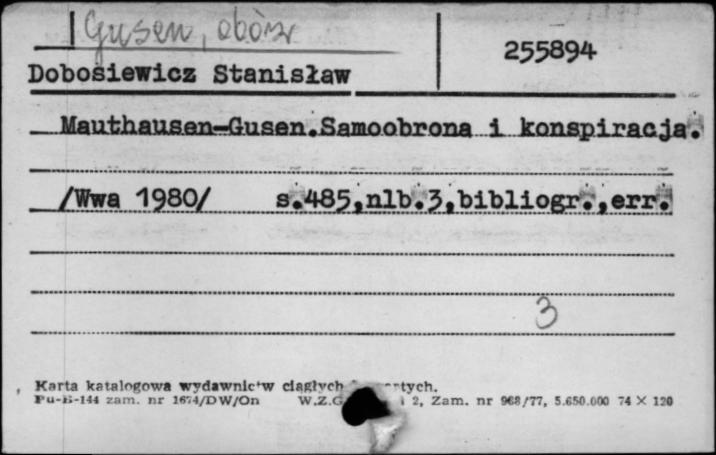 Gusen, obóz
255894
Dobosiewicz Stanisław
Mauthausen-Gusen.Samoobrona i konspiracja.
/Wwa 1980/ s.485,nlb.3,bibliogr.,err.
3
Karta katalogowa wydawnictw ciągłych
Pu-B-144 zam. nr 1674/DW/On W.Z.G. 2, Zam. nr 968/77, 5.650.000 74 × 120